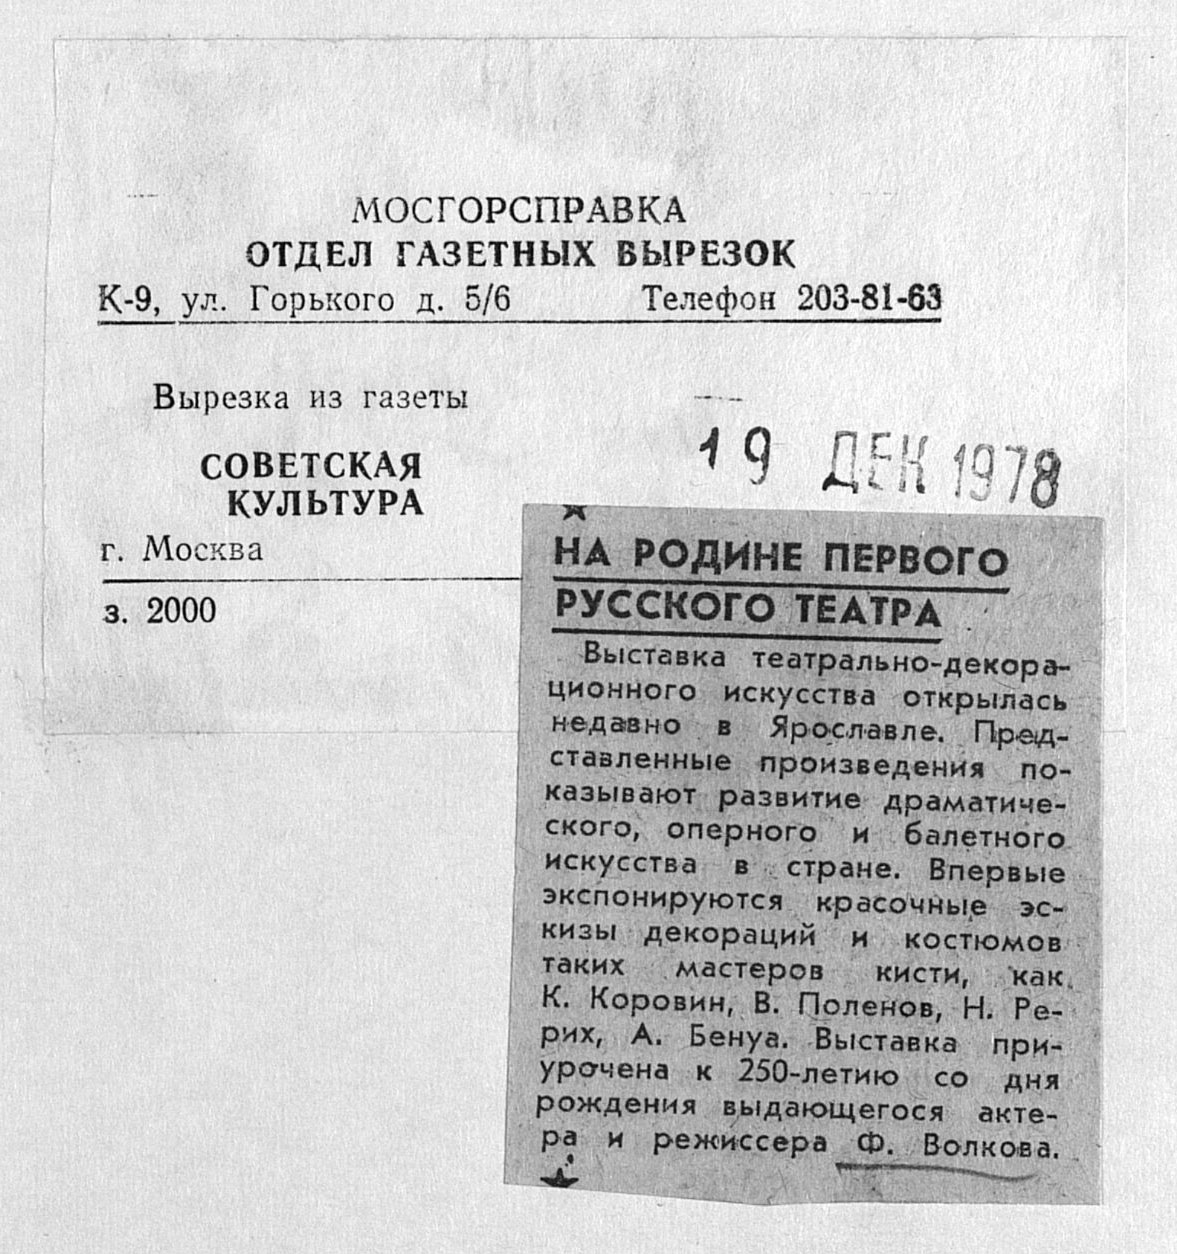 МОСГОРСПРАВКА
ОТДЕЛ ГАЗЕТНЫХ ВЫРЕЗОК
К-9, ул. Горького д. 5/6 Телефон 203-81-63
Вырезка из газеты
СОВЕТСКАЯ
КУЛЬТУРА
г. Москва
з. 2000
19 ДЕК 1978
НА РОДИНЕ ПЕРВОГО
РУССКОГО ТЕАТРА
Выставка театрально-декора-
ционного искусства открылась
недавно в Ярославле. Пред-
ставленные произведения по-
казывают развитие драматиче-
ского, оперного и балетного
искусства в стране. Впервые
экспонируются красочные эс-
кизы декораций и костюмов
таких мастеров кисти, как
К. Коровин, В. Поленов, Н. Ре-
рих, А. Бенуа. Выставка при-
урочена к 250-летию со дня
рождения выдающегося акте-
ра и режиссера Ф. Волкова.